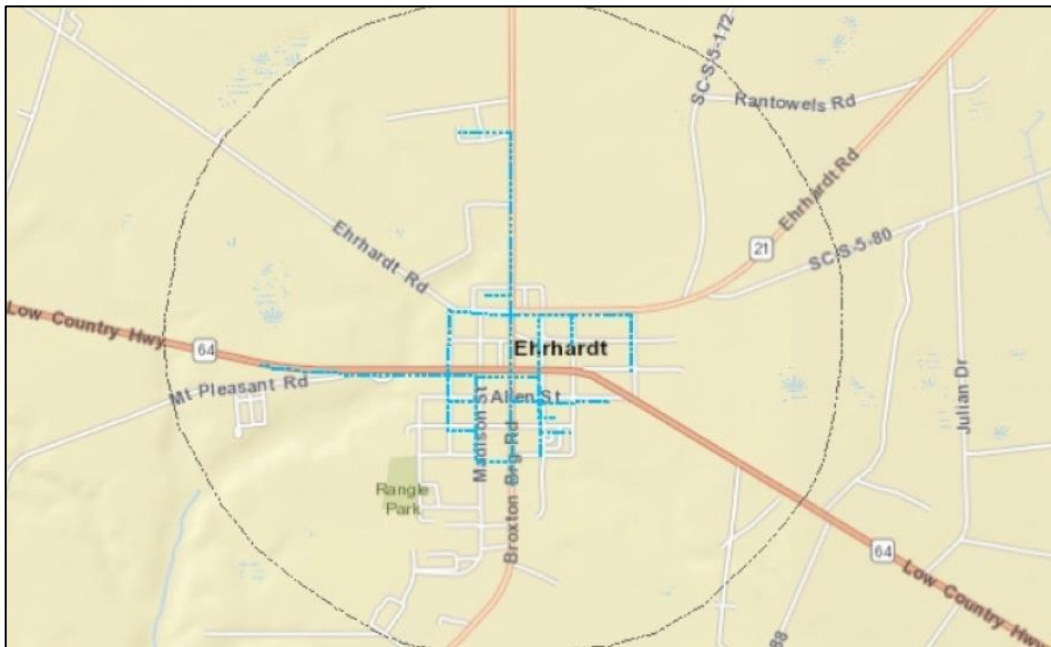 SC-S-5-172
Rantowels Rd
Ehrhardt Rd
Ehrhardt Rd
21
SC-S-5-80
Low Country Hwy
64
Ehrhardt
Mt Pleasant Rd
Allen St
Madison St
Julian Dr
Rangle
Park
Broxton Brg Rd
64
Low Country Hwy
88